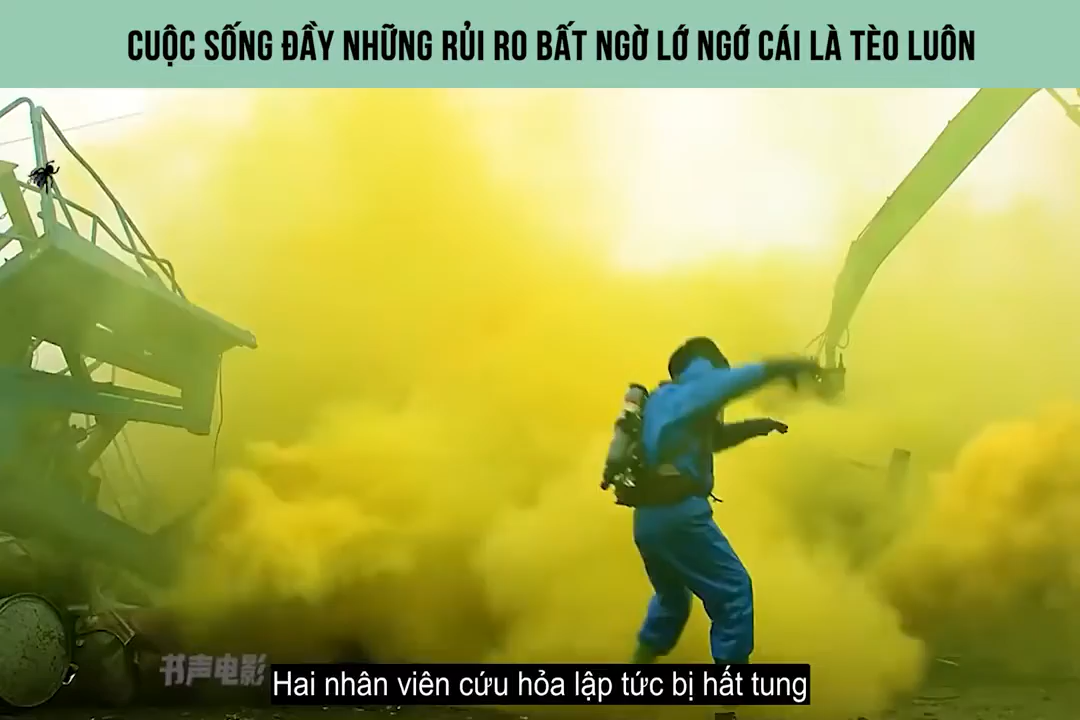 CUỘC SỐNG ĐẦY NHỮNG RỦI RO BẤT NGỜ LỚ NGỚ CÁI LÀ TÈO LUÔN
书声电影
Hai nhân viên cứu hỏa lập tức bị hất tung